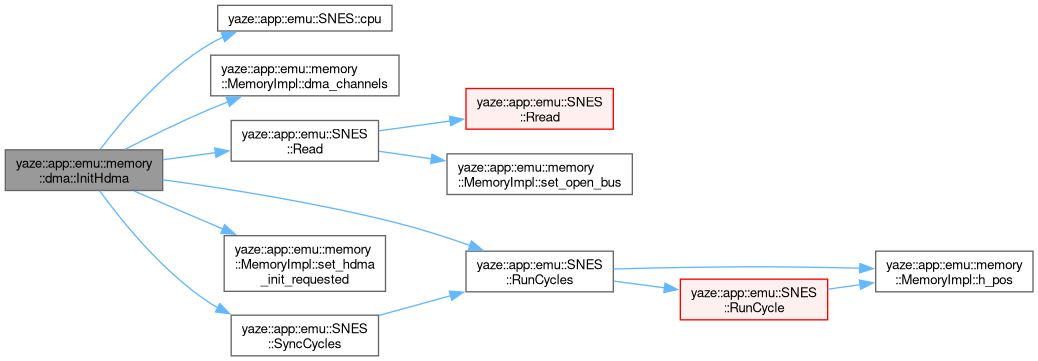 yaze::app::emu::memory
::dma::InitHdma
yaze::app::emu::SNES::cpu
yaze::app::emu::memory
::MemoryImpl::dma_channels
yaze::app::emu::SNES
::Read
yaze::app::emu::memory
::MemoryImpl::set_hdma
_init_requested
yaze::app::emu::SNES
::SyncCycles
yaze::app::emu::SNES
::Rread
yaze::app::emu::memory
::MemoryImpl::set_open_bus
yaze::app::emu::SNES
::RunCycles
yaze::app::emu::SNES
::RunCycle
yaze::app::emu::memory
::MemoryImpl::h_pos